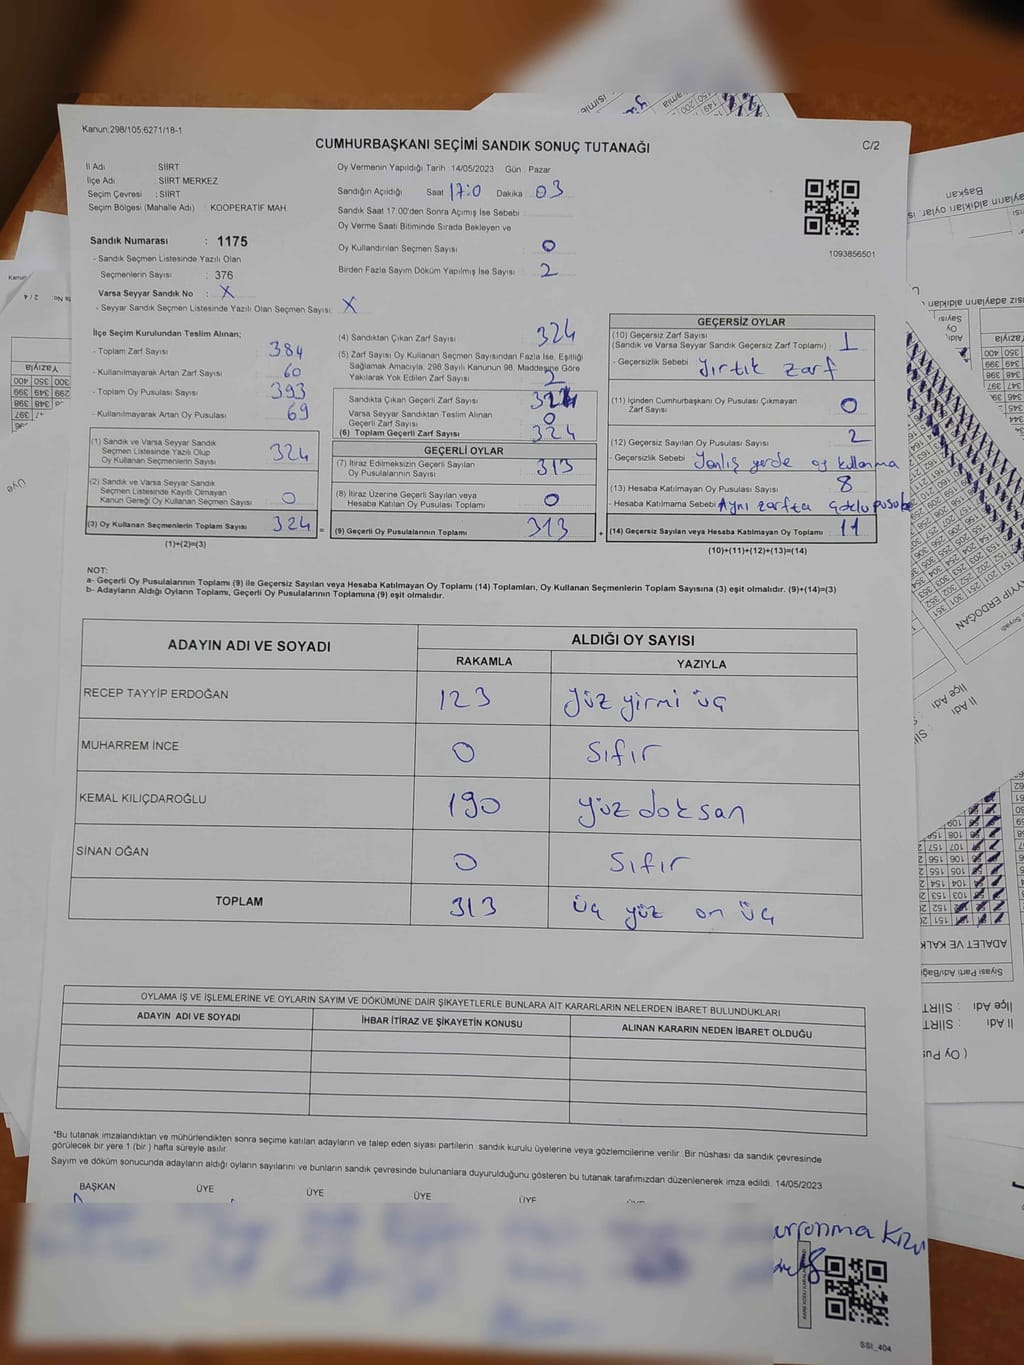 Kanun;298/105;6271/18-1
CUMHURBAŞKANI SEÇİMİ SANDIK SONUÇ TUTANAĞI
C/2
İl Adı : SİİRT
İlçe Adı : SİİRT MERKEZ
Seçim Çevresi : SİİRT
Seçim Bölgesi (Mahalle Adı) : KOOPERATİF MAH.
Oy Vermenin Yapıldığı Tarih : 14/05/2023 Gün : Pazar
Sandığın Açıldığı Saat 17:0 Dakika 03
Sandık Saat 17:00'den Sonra Açımış İse Sebebi
Oy Verme Saati Bitiminde Sırada Bekleyen ve
Oy Kullandırılan Seçmen Sayısı 0
Birden Fazla Sayım Döküm Yapılmış İse Sayısı 2
1093856501
Sandık Numarası : 1175
- Sandık Seçmen Listesinde Yazılı Olan
Seçmenlerin Sayısı : 376
Varsa Seyyar Sandık No : X
- Seyyar Sandık Seçmen Listesinde Yazılı Olan Seçmen Sayısı: X
İlçe Seçim Kurulundan Teslim Alınan;
- Toplam Zarf Sayısı 384
- Kullanılmayarak Artan Zarf Sayısı 60
- Toplam Oy Pusulası Sayısı 393
- Kullanılmayarak Artan Oy Pusulası 69
(1) Sandık ve Varsa Seyyar Sandık
Seçmen Listesinde Yazılı Olup
Oy Kullanan Seçmenlerin Sayısı 324
(2) Sandık ve Varsa Seyyar Sandık
Seçmen Listesinde Kayıtlı Olmayan
Kanun Gereği Oy Kullanan Seçmen Sayısı 0
(3) Oy Kullanan Seçmenlerin Toplam Sayısı 324
(1)+(2)=(3)
(4) Sandıktan Çıkan Zarf Sayısı 324
(5) Zarf Sayısı Oy Kullanan Seçmen Sayısından Fazla İse, Eşitliği
Sağlamak Amacıyla; 298 Sayılı Kanunun 98. Maddesine Göre
Yakılarak Yok Edilen Zarf Sayısı 2
Sandıkta Çıkan Geçerli Zarf Sayısı
Varsa Seyyar Sandıktan Teslim Alınan
Geçerli Zarf Sayısı 0
(6) Toplam Geçerli Zarf Sayısı 324
GEÇERLİ OYLAR
(7) İtiraz Edilmeksizin Geçerli Sayılan
Oy Pusulasının Sayısı 313
(8) İtiraz Üzerine Geçerli Sayılan veya
Hesaba Katılan Oy Pusulası Toplamı 0
(9) Geçerli Oy Pusulalarının Toplamı 313
GEÇERSİZ OYLAR
(10) Geçersiz Zarf Sayısı
(Sandık ve Varsa Seyyar Sandık Geçersiz Zarf Toplamı) 1
- Geçersizlik Sebebi Yırtık zarf
(11) İçinden Cumhurbaşkanı Oy Pusulası Çıkmayan
Zarf Sayısı 0
(12) Geçersiz Sayılan Oy Pusulası Sayısı 2
- Geçersizlik Sebebi Yanlış yerde oy kullanma
(13) Hesaba Katılmayan Oy Pusulası Sayısı 8
- Hesaba Katılmama Sebebi Aynı zarfta
(14) Geçersiz Sayılan veya Hesaba Katılmayan Oy Toplamı 11
(10)+(11)+(12)+(13)=(14)
NOT:
a- Geçerli Oy Pusulalarının Toplamı (9) ile Geçersiz Sayılan veya Hesaba Katılmayan Oy Toplamı (14) Toplamları, Oy Kullanan Seçmenlerin Toplam Sayısına (3) eşit olmalıdır. (9)+(14)=(3)
b- Adayların Aldığı Oyların Toplamı, Geçerli Oy Pusulalarının Toplamına (9) eşit olmalıdır.
ADAYIN ADI VE SOYADI ALDIĞI OY SAYISI
RAKAMLA YAZIYLA
RECEP TAYYİP ERDOĞAN 123 yüz yirmi üç
MUHARREM İNCE 0 sıfır
KEMAL KILIÇDAROĞLU 190 yüz doksan
SİNAN OĞAN 0 sıfır
TOPLAM 313 üç yüz on üç
OYLAMA İŞ VE İŞLEMLERİNE VE OYLARIN SAYIM VE DÖKÜMÜNE DAİR ŞİKAYETLERLE BUNLARA AİT KARARLARIN NELERDEN İBARET BULUNDUKLARI
ADAYIN ADI VE SOYADI İHBAR İTİRAZ VE ŞİKAYETİN KONUSU ALINAN KARARIN NEDEN İBARET OLDUĞU
*Bu tutanak imzalandıktan ve mühürlendikten sonra seçime katılan adayların ve talep eden siyasi partilerin sandık kurulu üyelerine veya gözlemcilerine verilir. Bir nüshası da sandık çevresinde
görülecek bir yere 1 (bir ) hafta süreyle asılır.
Sayım ve döküm sonucunda adayların aldığı oyların sayılarını ve bunların sandık çevresinde bulunanlara duyurulduğunu gösteren bu tutanak tarafımızdan düzenlenerek imza edildi. 14/05/2023
BAŞKAN ÜYE ÜYE ÜYE ÜYE
SSİ_404